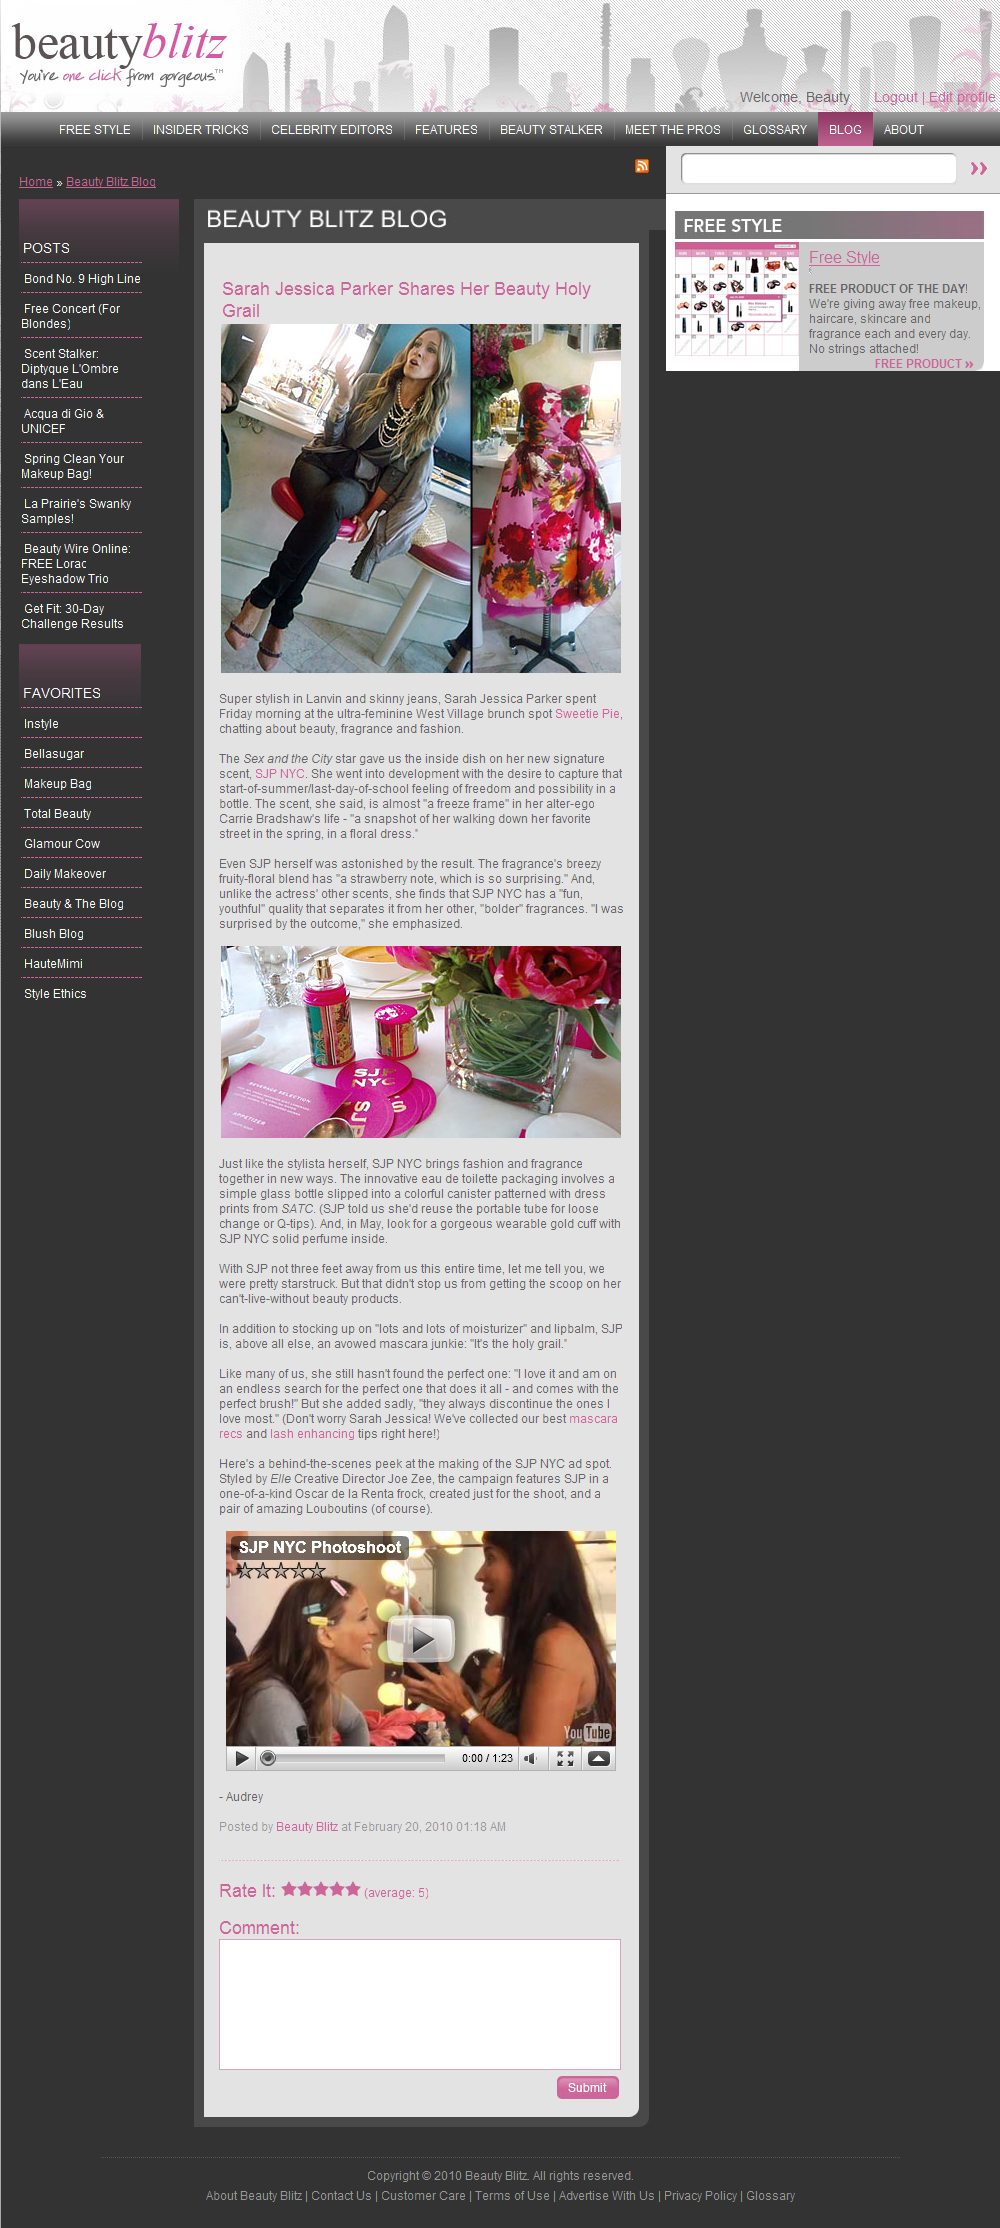 beautyblitz
you're one click from gorgeous.™
Welcome, Beauty Logout | Edit profile
FREE STYLE INSIDER TRICKS CELEBRITY EDITORS FEATURES BEAUTY STALKER MEET THE PROS GLOSSARY BLOG ABOUT
Home » Beauty Blitz Blog
POSTS
Bond No. 9 High Line
Free Concert (For
Blondes)
Scent Stalker:
Diptyque L'Ombre
dans L'Eau
Acqua di Gio &
UNICEF
Spring Clean Your
Makeup Bag!
La Prairie's Swanky
Samples!
Beauty Wire Online:
FREE Lorac
Eyeshadow Trio
Get Fit: 30-Day
Challenge Results
FAVORITES
Instyle
Bellasugar
Makeup Bag
Total Beauty
Glamour Cow
Daily Makeover
Beauty & The Blog
Blush Blog
HauteMimi
Style Ethics
BEAUTY BLITZ BLOG
Sarah Jessica Parker Shares Her Beauty Holy
Grail
Super stylish in Lanvin and skinny jeans, Sarah Jessica Parker spent
Friday morning at the ultra-feminine West Village brunch spot Sweetie Pie,
chatting about beauty, fragrance and fashion.
The Sex and the City star gave us the inside dish on her new signature
scent, SJP NYC. She went into development with the desire to capture that
start-of-summer/last-day-of-school feeling of freedom and possibility in a
bottle. The scent, she said, is almost "a freeze frame" in her alter-ego
Carrie Bradshaw's life - "a snapshot of her walking down her favorite
street in the spring, in a floral dress."
Even SJP herself was astonished by the result. The fragrance's breezy
fruity-floral blend has "a strawberry note, which is so surprising." And,
unlike the actress' other scents, she finds that SJP NYC has a "fun,
youthful" quality that separates it from her other, "bolder" fragrances. "I was
surprised by the outcome," she emphasized.
SJP
NYC
BEVERAGE SELECTION
APPETIZER
SJP
Just like the stylista herself, SJP NYC brings fashion and fragrance
together in new ways. The innovative eau de toilette packaging involves a
simple glass bottle slipped into a colorful canister patterned with dress
prints from SATC. (SJP told us she'd reuse the portable tube for loose
change or Q-tips). And, in May, look for a gorgeous wearable gold cuff with
SJP NYC solid perfume inside.
With SJP not three feet away from us this entire time, let me tell you, we
were pretty starstruck. But that didn't stop us from getting the scoop on her
can't-live-without beauty products.
In addition to stocking up on "lots and lots of moisturizer" and lipbalm, SJP
is, above all else, an avowed mascara junkie: "It's the holy grail."
Like many of us, she still hasn't found the perfect one: "I love it and am on
an endless search for the perfect one that does it all - and comes with the
perfect brush!" But she added sadly, "they always discontinue the ones I
love most." (Don't worry Sarah Jessica! We've collected our best mascara
recs and lash enhancing tips right here!)
Here's a behind-the-scenes peek at the making of the SJP NYC ad spot.
Styled by Elle Creative Director Joe Zee, the campaign features SJP in a
one-of-a-kind Oscar de la Renta frock, created just for the shoot, and a
pair of amazing Louboutins (of course).
SJP NYC Photoshoot
YouTube
0:00 / 1:23
- Audrey
Posted by Beauty Blitz at February 20, 2010 01:18 AM
Rate It: (average: 5)
Comment:
Submit
FREE STYLE
Free Style
FREE PRODUCT OF THE DAY!
We're giving away free makeup,
haircare, skincare and
fragrance each and every day.
No strings attached!
FREE PRODUCT »
Copyright © 2010 Beauty Blitz. All rights reserved.
About Beauty Blitz | Contact Us | Customer Care | Terms of Use | Advertise With Us | Privacy Policy | Glossary